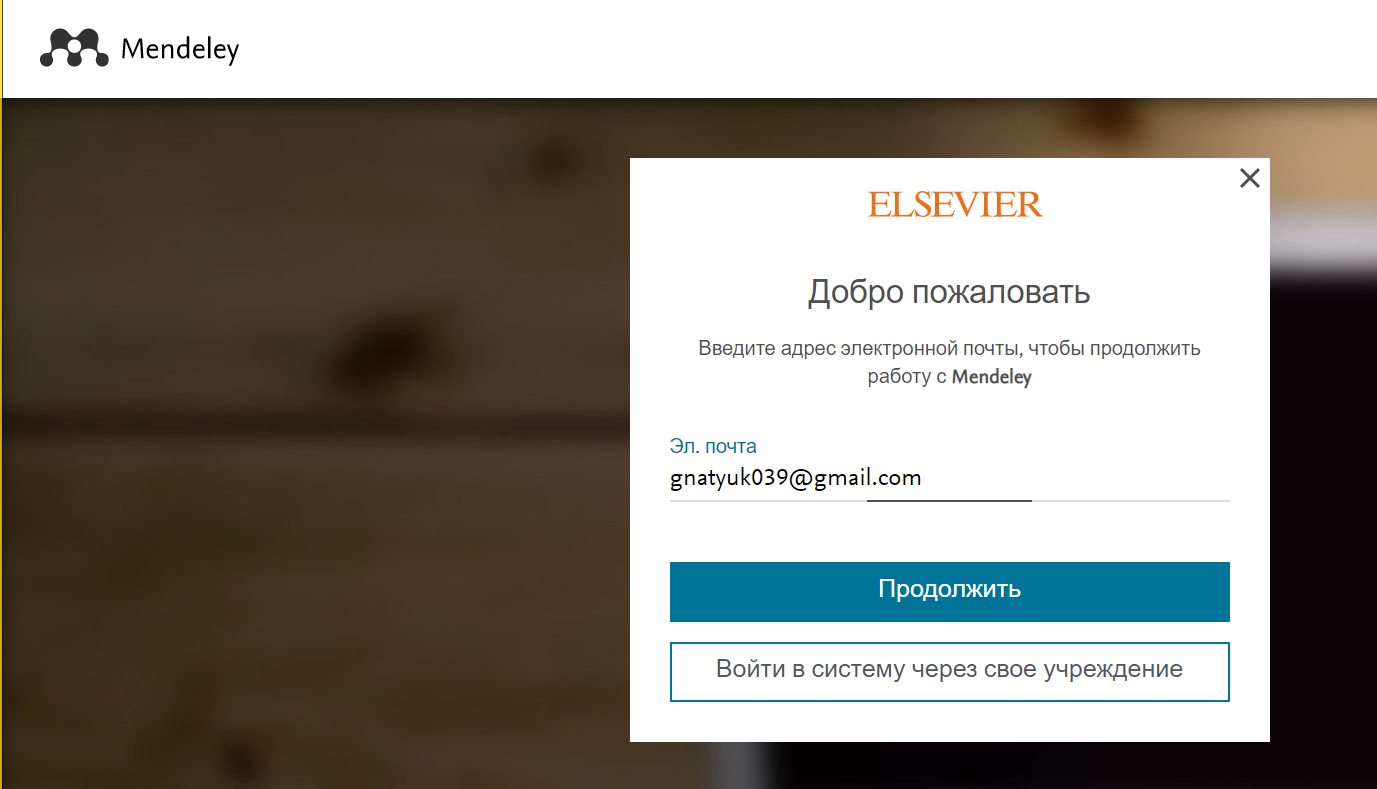 Mendeley
ELSEVIER
Добро пожаловать
Введите адрес электронной почты, чтобы продолжить
работу с Mendeley
Эл. почта
gnatyuk039@gmail.com
Продолжить
Войти в систему через свое учреждение